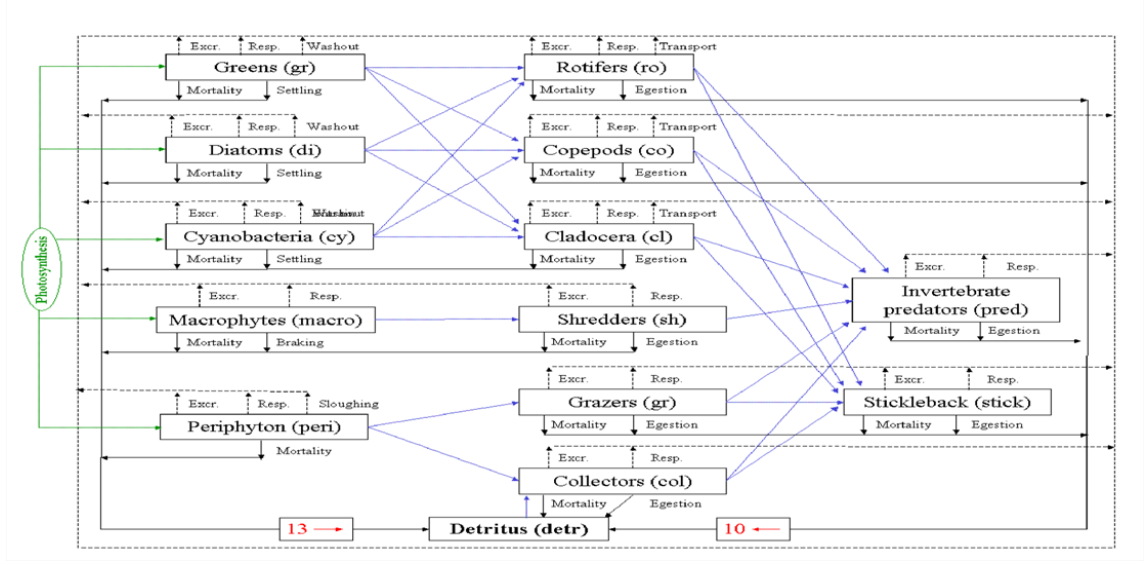 Excr. Resp. Washout
Greens (gr)
Mortality Settling
Excr. Resp. Transport
Rotifers (ro)
Mortality Egestion
Excr. Resp. Washout
Diatoms (di)
Mortality Settling
Excr. Resp. Transport
Copepods (co)
Mortality Egestion
Excr. Resp.
Cyanobacteria (cy)
Mortality Settling
Excr. Resp. Transport
Cladocera (cl)
Mortality Egestion
Photosynthesis
Excr. Resp.
Macrophytes (macro)
Mortality Braking
Excr. Resp.
Shredders (sh)
Mortality Egestion
Excr. Resp.
Invertebrate
predators (pred)
Mortality Egestion
Excr. Resp. Sloughing
Periphyton (peri)
Mortality
Excr. Resp.
Grazers (gr)
Mortality Egestion
Excr. Resp.
Stickleback (stick)
Mortality Egestion
Excr. Resp.
Collectors (col)
Mortality Egestion
13
Detritus (detr)
10